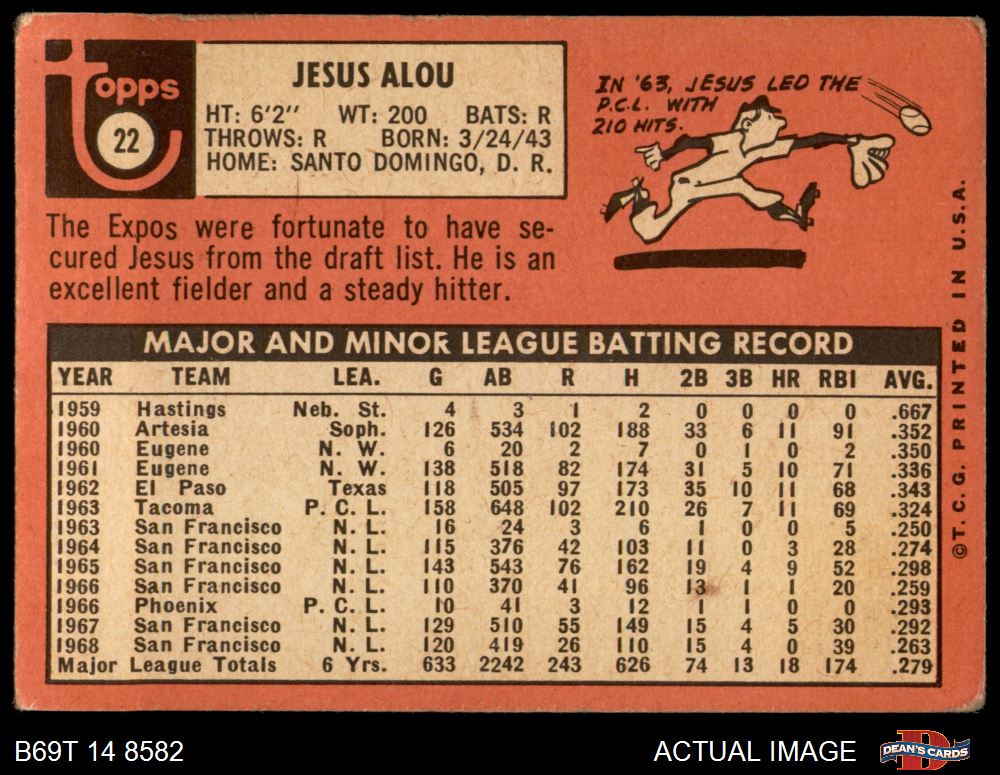 topps
22
JESUS ALOU
HT: 6'2" WT: 200 BATS: R
THROWS: R BORN: 3/24/43
HOME: SANTO DOMINGO, D. R.
IN '63, JESUS LED THE
P.C.L. WITH
210 HITS.
The Expos were fortunate to have se-
cured Jesus from the draft list. He is an
excellent fielder and a steady hitter.
MAJOR AND MINOR LEAGUE BATTING RECORD
YEAR TEAM LEA. G AB R H 2B 3B HR RBI AVG.
1959 Hastings Neb. St. 4 3 1 2 0 0 0 0 .667
1960 Artesia Soph. 126 534 102 188 33 6 11 91 .352
1960 Eugene N. W. 6 20 2 7 0 1 0 2 .350
1961 Eugene N. W. 138 518 82 174 31 5 10 71 .336
1962 El Paso Texas 118 505 97 173 35 10 11 68 .343
1963 Tacoma P. C. L. 158 648 102 210 26 7 11 69 .324
1963 San Francisco N. L. 16 24 3 6 1 0 0 5 .250
1964 San Francisco N. L. 115 376 42 103 11 0 3 28 .274
1965 San Francisco N. L. 143 543 76 162 19 4 9 52 .298
1966 San Francisco N. L. 110 370 41 96 13 1 1 20 .259
1966 Phoenix P. C. L. 10 41 3 12 1 1 0 0 .293
1967 San Francisco N. L. 129 510 55 149 15 4 5 30 .292
1968 San Francisco N. L. 120 419 26 110 15 4 0 39 .263
Major League Totals 6 Yrs. 633 2242 243 626 74 13 18 174 .279
©T. C. G. PRINTED IN U.S.A.
B69T 14 8582
ACTUAL IMAGE
D
DEAN'S CARDS